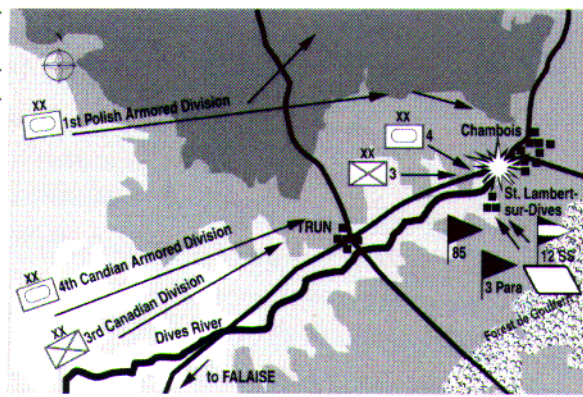 N
XX
1st Polish Armored Division
XX
4
Chambois
XX
3
St. Lambert-
sur-Dives
TRUN
XX
4th Candian Armored Division
85
12 SS
3 Para
XX
3rd Canadian Division
Dives River
Forest de Gouffern
to FALAISE